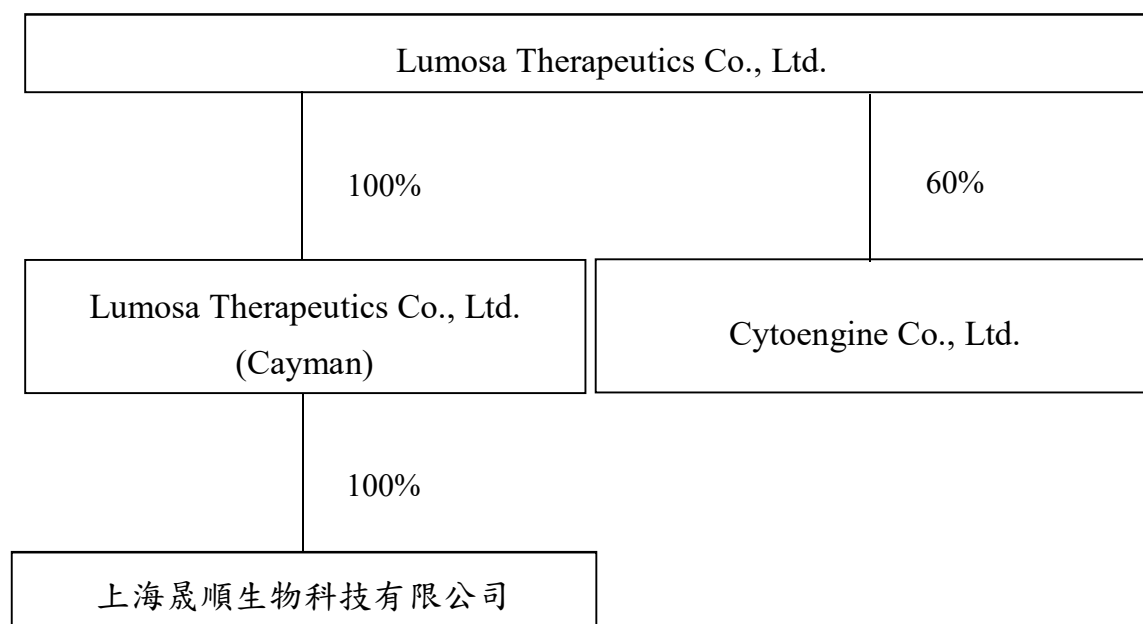 Lumosa Therapeutics Co., Ltd.
100%
60%
Lumosa Therapeutics Co., Ltd.
(Cayman)
Cytoengine Co., Ltd.
100%
上海晟順生物科技有限公司